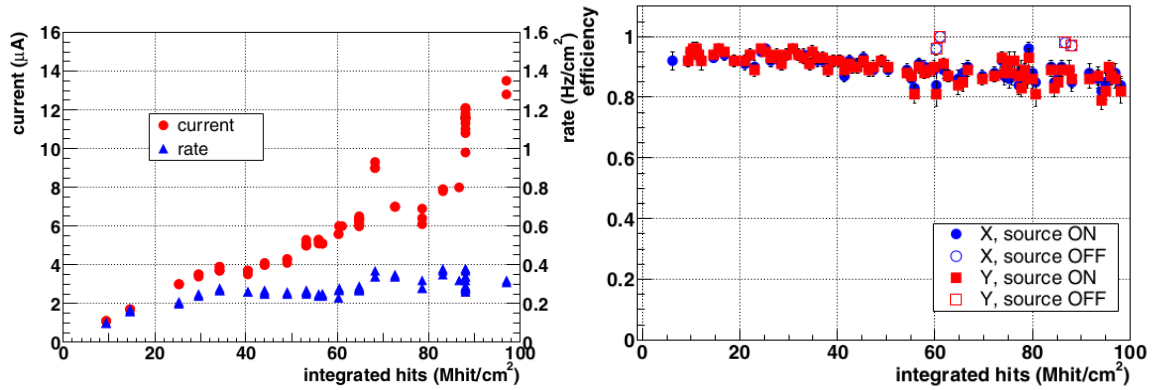 current (μA)
16
14
12
10
8
6
4
2
0
current
rate
1.6
1.4
1.2
1
0.8
0.6
0.4
0.2
0
rate (Hz/cm²)
0 20 40 60 80 100
integrated hits (Mhit/cm²)
efficiency
1
0.8
0.6
0.4
0.2
0
X, source ON
X, source OFF
Y, source ON
Y, source OFF
0 20 40 60 80 100
integrated hits (Mhit/cm²)